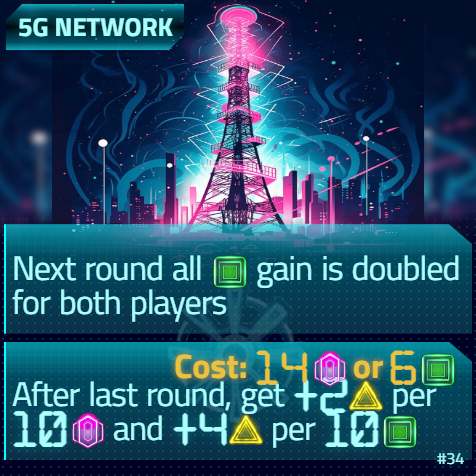 5G NETWORK
Next round all gain is doubled
for both players
Cost: 14 or 6
After last round, get +2 per
10 and +4 per 10
#34